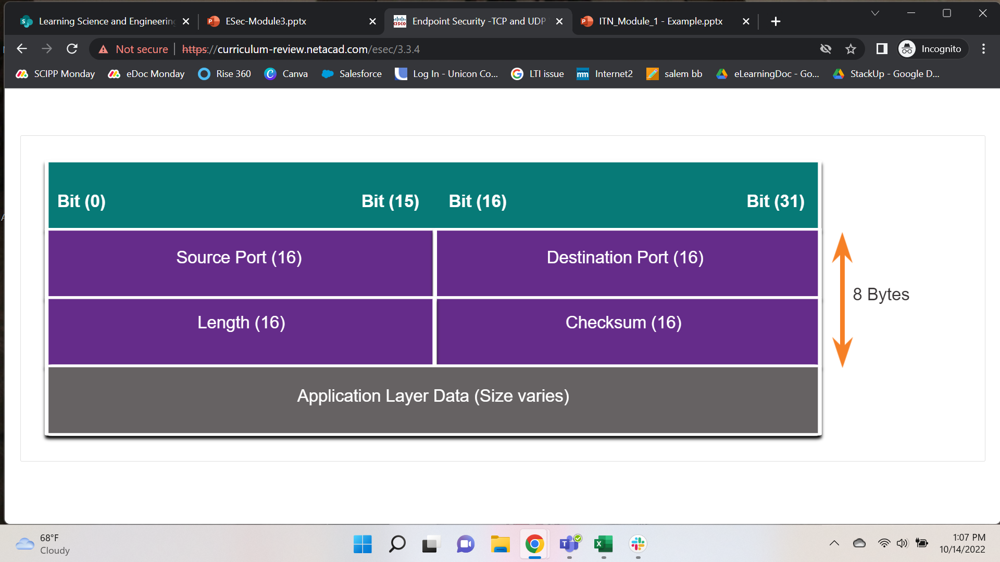 Learning Science and Engineering
ESec-Module3.pptx
Endpoint Security -TCP and UDP
ITN_Module_1 - Example.pptx
Not secure
https://curriculum-review.netacad.com/esec/3.3.4
Incognito
SCIPP Monday
eDoc Monday
Rise 360
Canva
Salesforce
Log In - Unicon Co...
LTI issue
Internet2
salem bb
eLearningDoc - Go...
StackUp - Google D...
Bit (0) Bit (15) Bit (16) Bit (31)
Source Port (16) Destination Port (16)
8 Bytes
Length (16) Checksum (16)
Application Layer Data (Size varies)
68°F
Cloudy
1:07 PM
10/14/2022